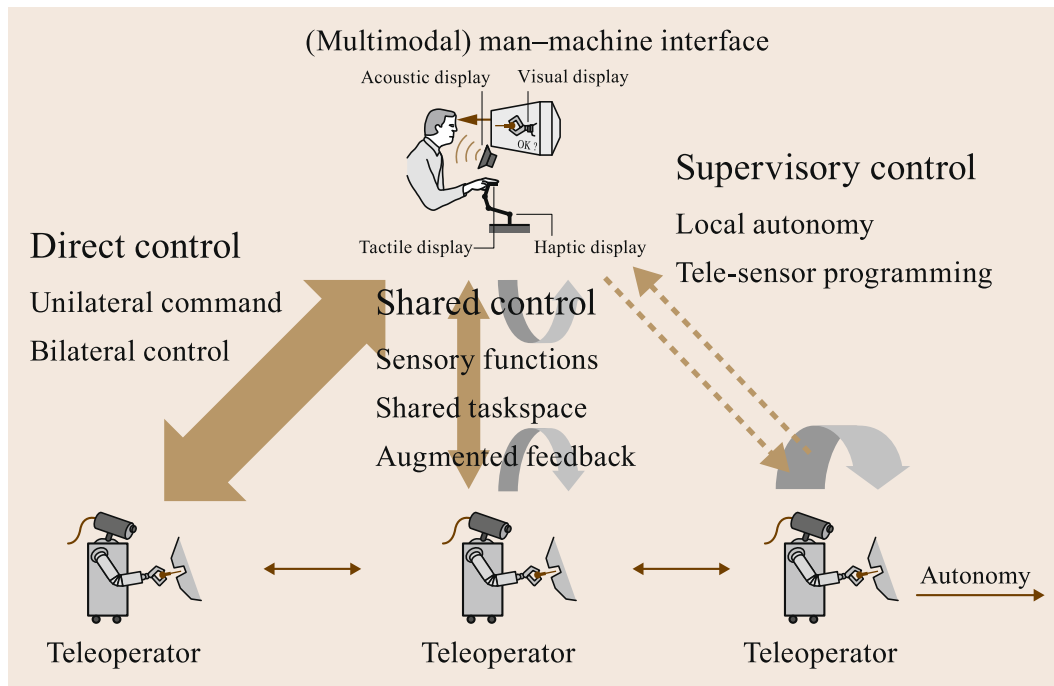 (Multimodal) man–machine interface
Acoustic display
Visual display
OK ?
Tactile display
Haptic display
Direct control
Unilateral command
Bilateral control
Shared control
Sensory functions
Shared taskspace
Augmented feedback
Supervisory control
Local autonomy
Tele-sensor programming
Autonomy
Teleoperator
Teleoperator
Teleoperator